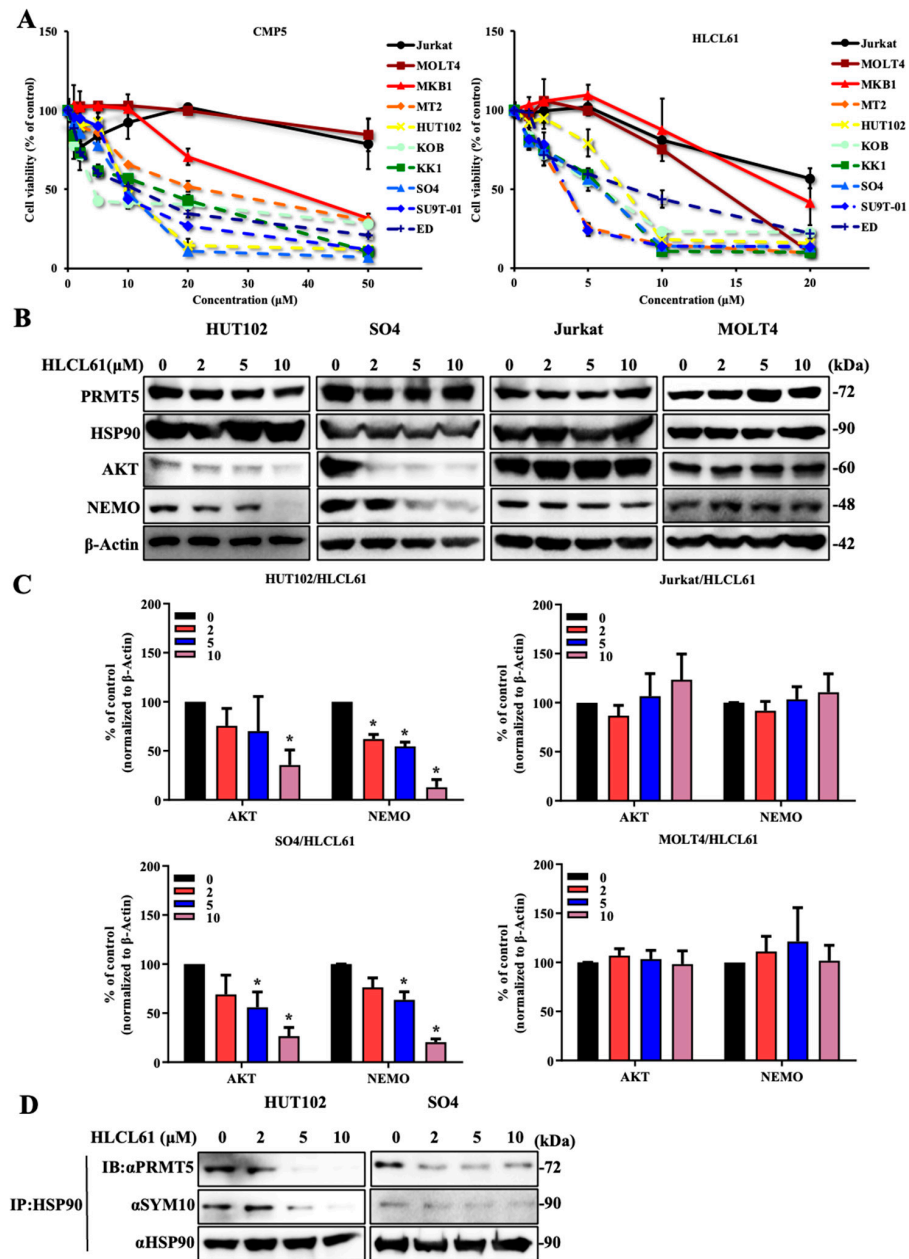 A
CMP5
Cell viability (% of control)
150
100
50
0
0 10 20 30 40 50
Concentration (µM)
Jurkat
MOLT4
MKB1
MT2
HUT102
KOB
KK1
SO4
SU9T-01
ED
HLCL61
Cell viability (% of control)
150
100
50
0
0 5 10 15 20
Concentration (µM)
Jurkat
MOLT4
MKB1
MT2
HUT102
KOB
KK1
SO4
SU9T-01
ED
B
HUT102 SO4 Jurkat MOLT4
HLCL61(µM) 0 2 5 10 0 2 5 10 0 2 5 10 0 2 5 10 (kDa)
PRMT5 -72
HSP90 -90
AKT -60
NEMO -48
β-Actin -42
C
HUT102/HLCL61
% of control
(normalized to β-Actin)
200
150
100
50
0
0
2
5
10
* * * *
AKT NEMO
Jurkat/HLCL61
% of control
(normalized to β-Actin)
200
150
100
50
0
0
2
5
10
AKT NEMO
SO4/HLCL61
% of control
(normalized to β-Actin)
200
150
100
50
0
0
2
5
10
* * * *
AKT NEMO
MOLT4/HLCL61
% of control
(normalized to β-Actin)
200
150
100
50
0
0
2
5
10
AKT NEMO
D
HUT102 SO4
HLCL61 (µM) 0 2 5 10 0 2 5 10 (kDa)
IP:HSP90
IB:αPRMT5 -72
αSYM10 -90
αHSP90 -90